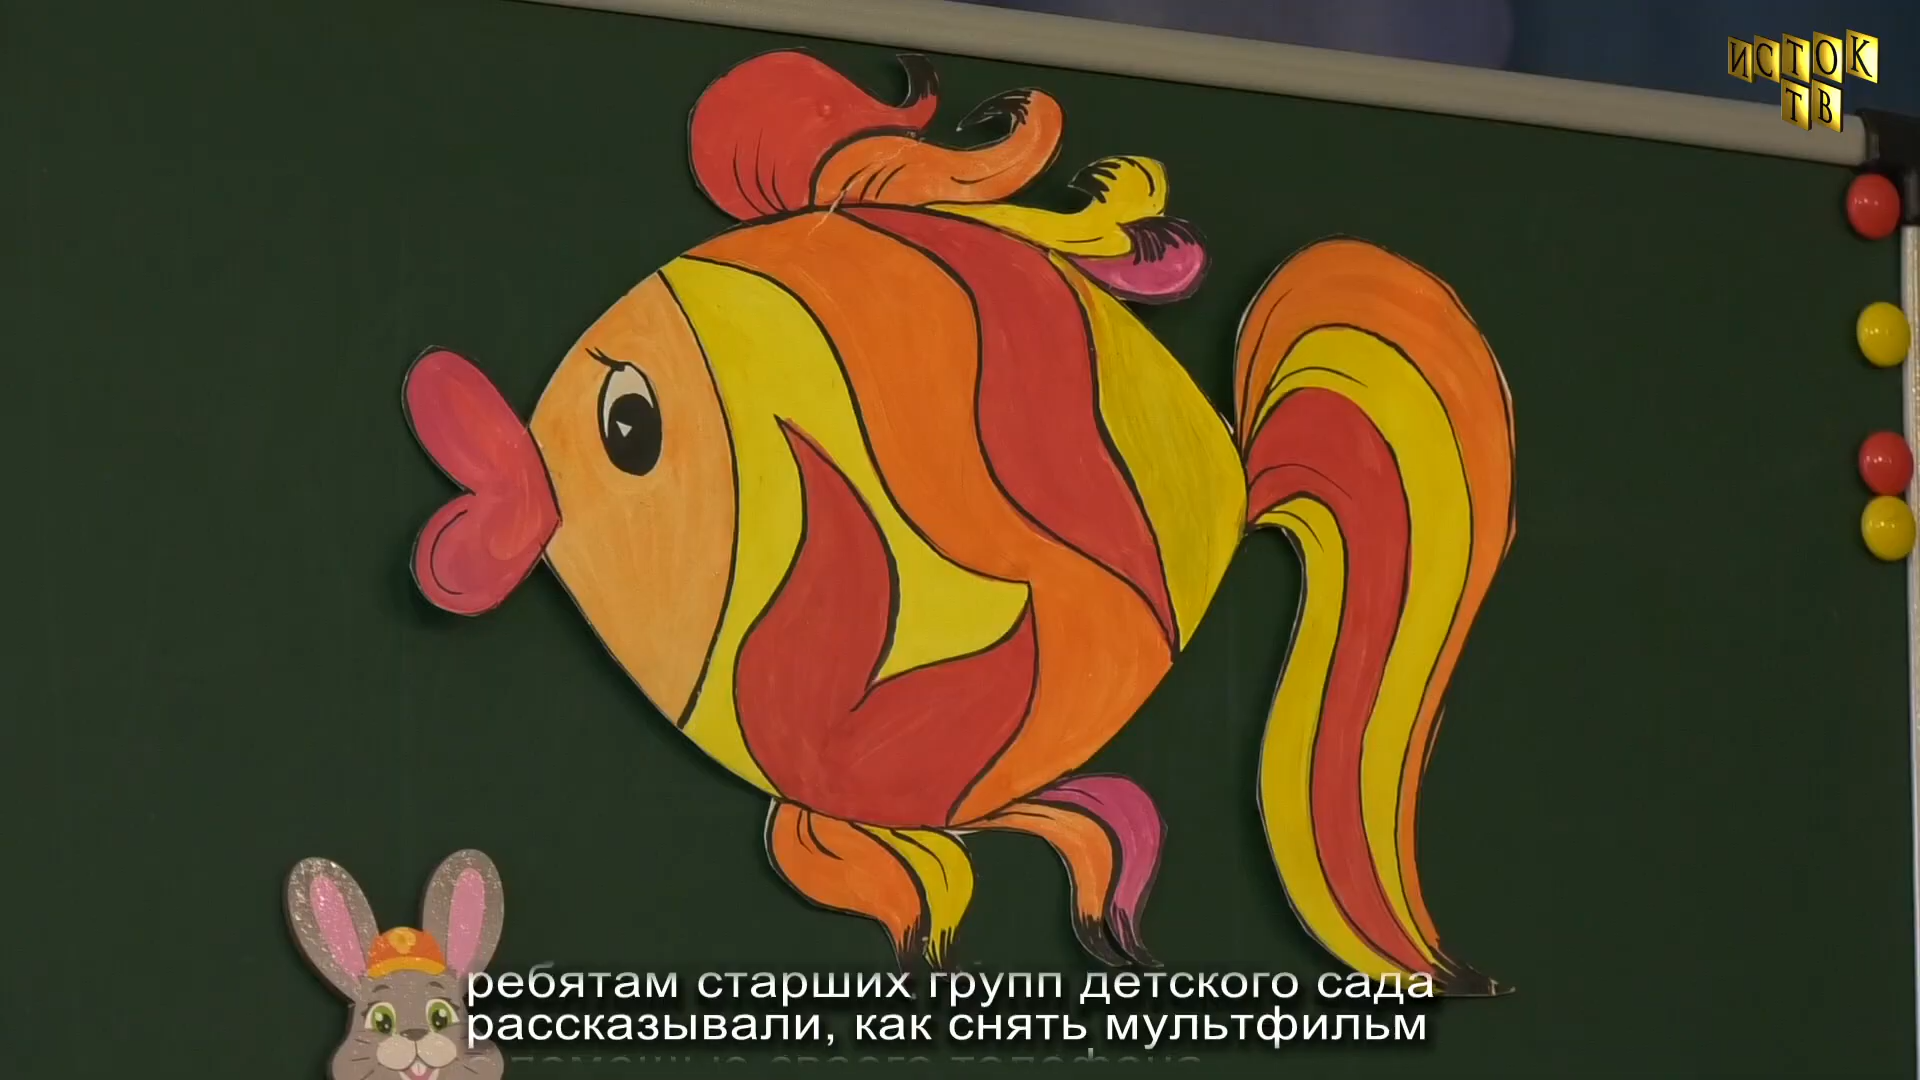 ИСТОК
ТВ
ребятам старших групп детского сада
рассказывали, как снять мультфильм